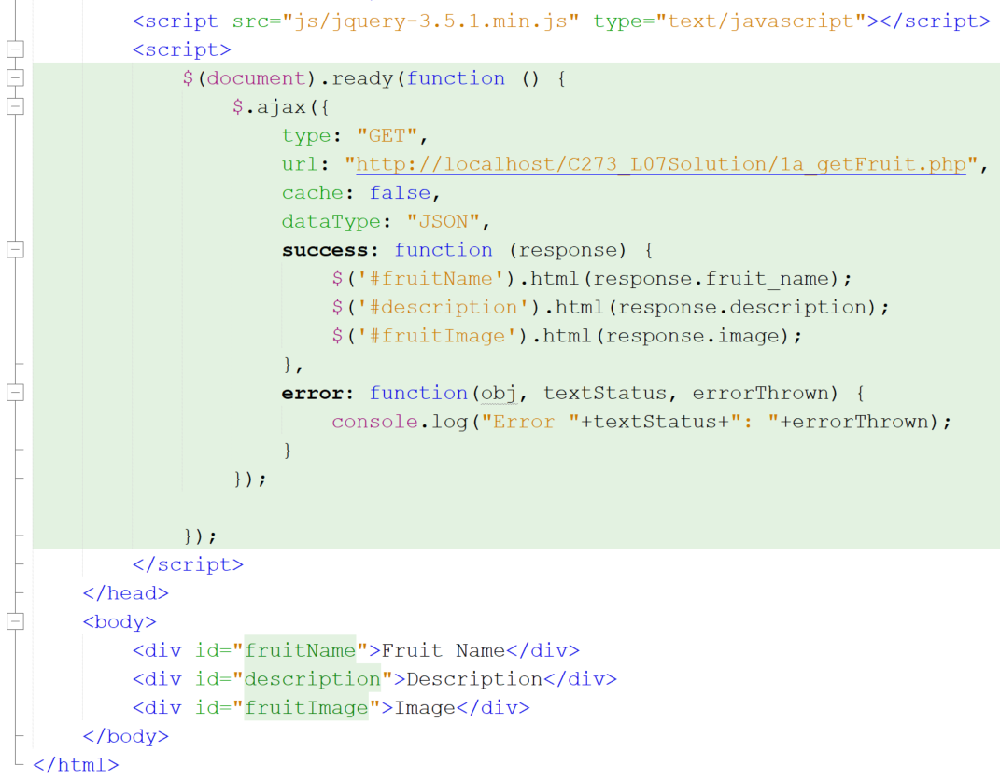 <script src="js/jquery-3.5.1.min.js" type="text/javascript"></script>
<script>
$(document).ready(function () {
$.ajax({
type: "GET",
url: "http://localhost/C273_L07Solution/1a_getFruit.php",
cache: false,
dataType: "JSON",
success: function (response) {
$('#fruitName').html(response.fruit_name);
$('#description').html(response.description);
$('#fruitImage').html(response.image);
},
error: function(obj, textStatus, errorThrown) {
console.log("Error "+textStatus+": "+errorThrown);
}
});
});
</script>
</head>
<body>
<div id="fruitName">Fruit Name</div>
<div id="description">Description</div>
<div id="fruitImage">Image</div>
</body>
</html>